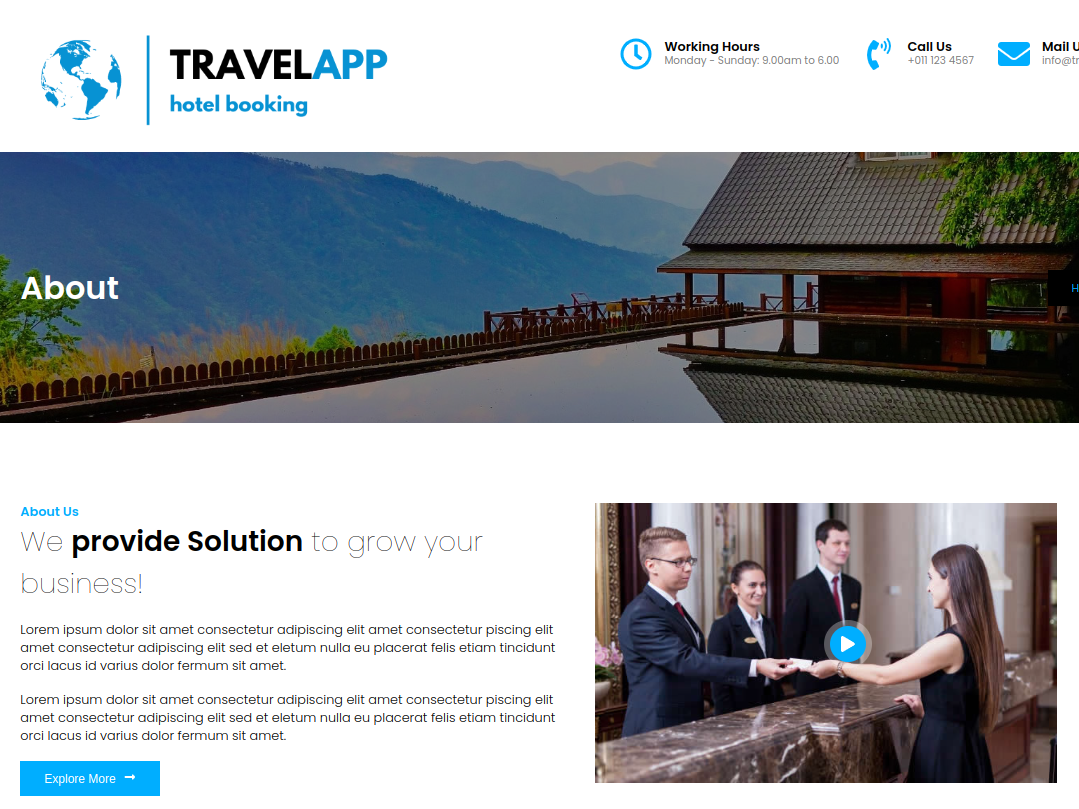 TRAVELAPP
hotel booking
Working Hours
Monday - Sunday: 9.00am to 6.00
Call Us
+011 123 4567
Mail U
info@tr
About
H
About Us
We provide Solution to grow your
business!
Lorem ipsum dolor sit amet consectetur adipiscing elit amet consectetur piscing elit
amet consectetur adipiscing elit sed et eletum nulla eu placerat felis etiam tincidunt
orci lacus id varius dolor fermum sit amet.
Lorem ipsum dolor sit amet consectetur adipiscing elit amet consectetur piscing elit
amet consectetur adipiscing elit sed et eletum nulla eu placerat felis etiam tincidunt
orci lacus id varius dolor fermum sit amet.
Explore More